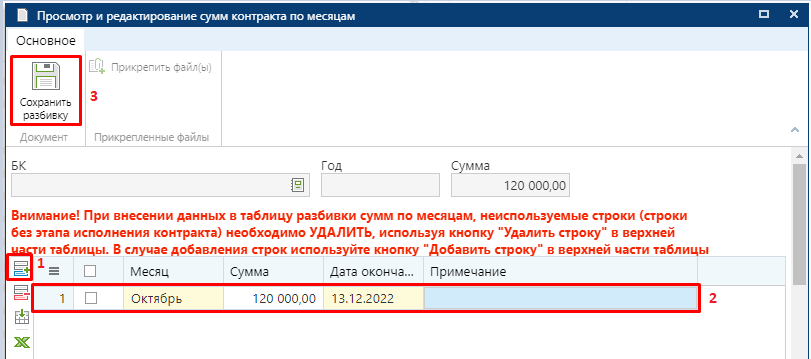 Просмотр и редактирование сумм контракта по месяцам
Основное
Сохранить
разбивку
Прикрепить файл(ы)
3
Документ
Прикрепленные файлы
БК
Год
Сумма
120 000,00
Внимание! При внесении данных в таблицу разбивки сумм по месяцам, неиспользуемые строки (строки
без этапа исполнения контракта) необходимо УДАЛИТЬ, используя кнопку "Удалить строку" в верхней
части таблицы. В случае добавления строк используйте кнопку "Добавить строку" в верхней части таблицы
1
Месяц
Сумма
Дата оконча...
Примечание
1
Октябрь
120 000,00
13.12.2022
2